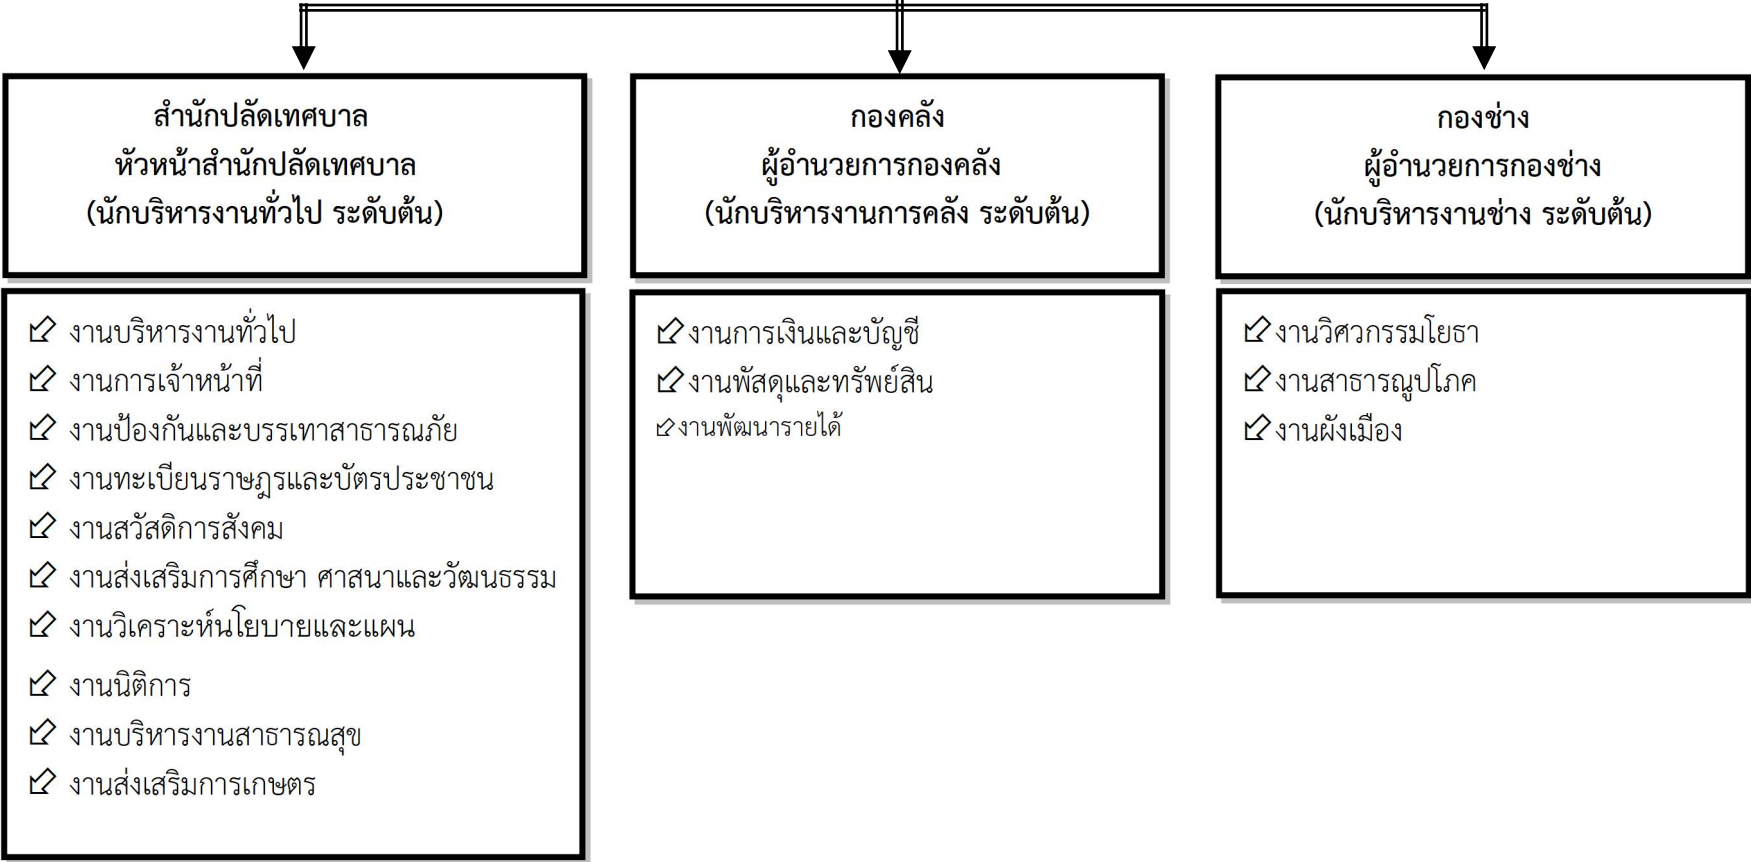 สำนักปลัดเทศบาล
หัวหน้าสำนักปลัดเทศบาล
(นักบริหารงานทั่วไป ระดับต้น)
งานบริหารงานทั่วไป
งานการเจ้าหน้าที่
งานป้องกันและบรรเทาสาธารณภัย
งานทะเบียนราษฎรและบัตรประชาชน
งานสวัสดิการสังคม
งานส่งเสริมการศึกษา ศาสนาและวัฒนธรรม
งานวิเคราะห์นโยบายและแผน
งานนิติการ
งานบริหารงานสาธารณสุข
งานส่งเสริมการเกษตร
กองคลัง
ผู้อำนวยการกองคลัง
(นักบริหารงานการคลัง ระดับต้น)
งานการเงินและบัญชี
งานพัสดุและทรัพย์สิน
งานพัฒนารายได้
กองช่าง
ผู้อำนวยการกองช่าง
(นักบริหารงานช่าง ระดับต้น)
งานวิศวกรรมโยธา
งานสาธารณูปโภค
งานผังเมือง